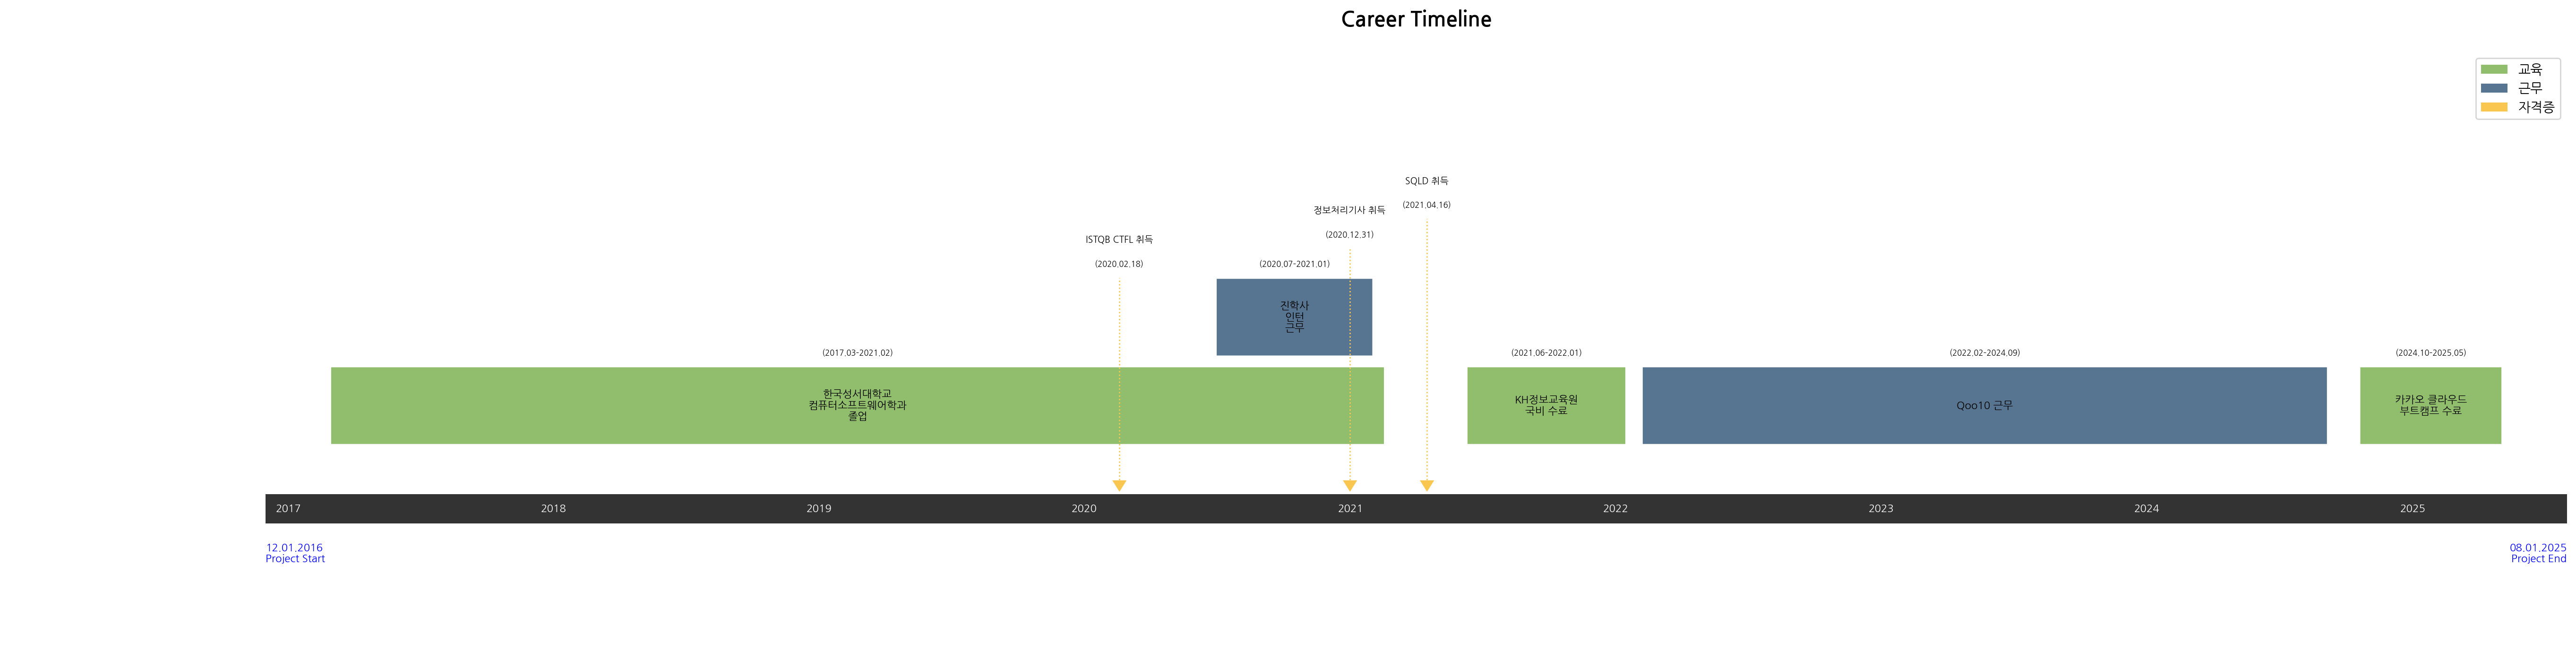 Career Timeline
교육
근무
자격증
SQLD 취득
(2021.04.16)
정보처리기사 취득
(2020.12.31)
ISTQB CTFL 취득
(2020.02.18)
(2020.07-2021.01)
진학사
인턴
근무
(2017.03-2021.02)
한국성서대학교
컴퓨터소프트웨어학과
졸업
(2021.06-2022.01)
KH정보교육원
국비 수료
(2022.02-2024.09)
Qoo10 근무
(2024.10-2025.05)
카카오 클라우드
부트캠프 수료
2017 2018 2019 2020 2021 2022 2023 2024 2025
12.01.2016
Project Start
08.01.2025
Project End